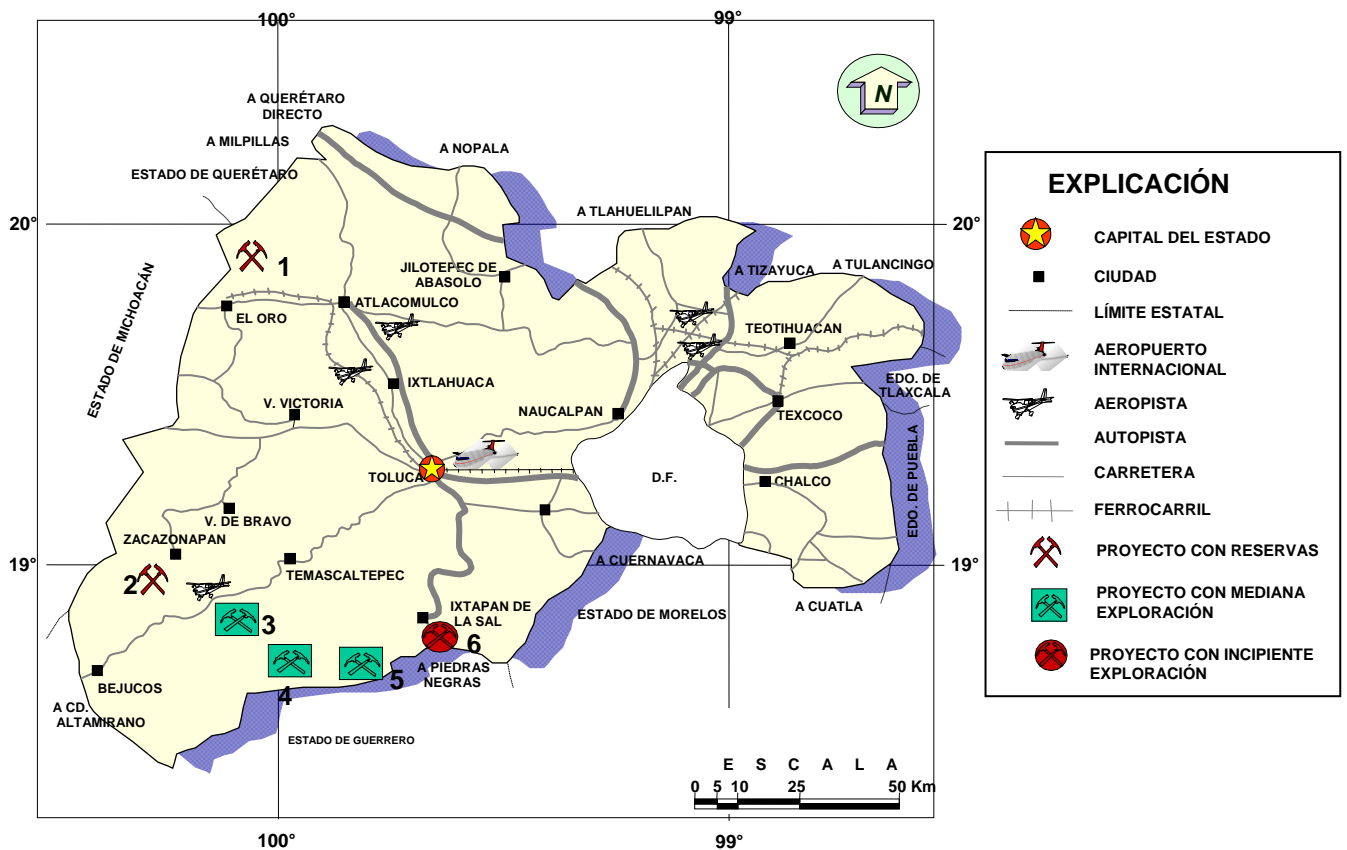 100°
99°
A QUERÉTARO
DIRECTO
N
A MILPILLAS
A NOPALA
ESTADO DE QUERÉTARO
20°
A TLAHUELILPAN
20°
1
JILOTEPEC DE
ABASOLO
A TIZAYUCA
A TULANCINGO
ESTADO DE MICHOACÁN
ATLACOMULCO
EL ORO
TEOTIHUACAN
IXTLAHUACA
EDO. DE
TLAXCALA
V. VICTORIA
NAUCALPAN
TEXCOCO
TOLUCA
D.F.
CHALCO
EDO. DE PUEBLA
V. DE BRAVO
ZACAZONAPAN
19°
2
TEMASCALTEPEC
A CUERNAVACA
19°
A CUATLA
ESTADO DE MORELOS
3
IXTAPAN DE
LA SAL
6
A PIEDRAS
NEGRAS
4
5
BEJUCOS
A CD.
ALTAMIRANO
ESTADO DE GUERRERO
E S C A L A
0 5 10 25 50 Km
100°
99°
EXPLICACIÓN
CAPITAL DEL ESTADO
CIUDAD
LÍMITE ESTATAL
AEROPUERTO
INTERNACIONAL
AEROPISTA
AUTOPISTA
CARRETERA
FERROCARRIL
PROYECTO CON RESERVAS
PROYECTO CON MEDIANA
EXPLORACIÓN
PROYECTO CON INCIPIENTE
EXPLORACIÓN